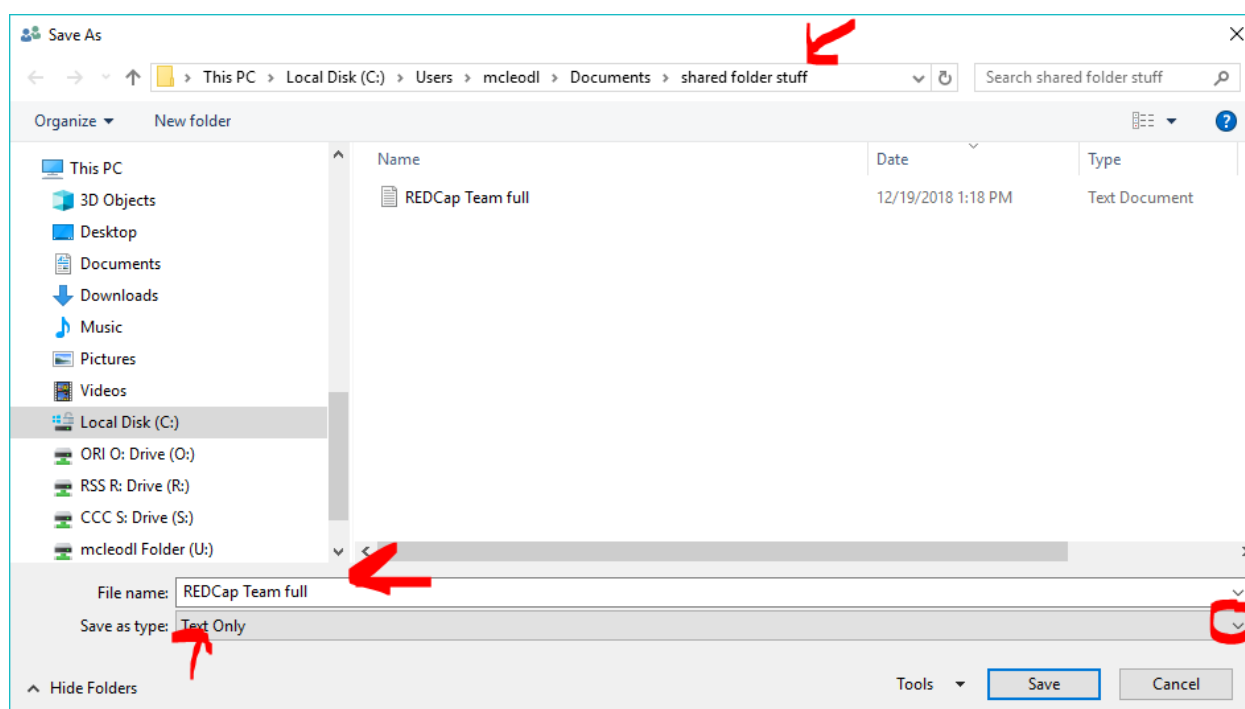 Save As
This PC > Local Disk (C:) > Users > mcleodl > Documents > shared folder stuff
Search shared folder stuff
Organize
New folder
Name
Date
Type
REDCap Team full
12/19/2018 1:18 PM
Text Document
This PC
3D Objects
Desktop
Documents
Downloads
Music
Pictures
Videos
Local Disk (C:)
ORI O: Drive (O:)
RSS R: Drive (R:)
CCC S: Drive (S:)
mcleodl Folder (U:)
File name: REDCap Team full
Save as type: Text Only
Hide Folders
Tools
Save
Cancel